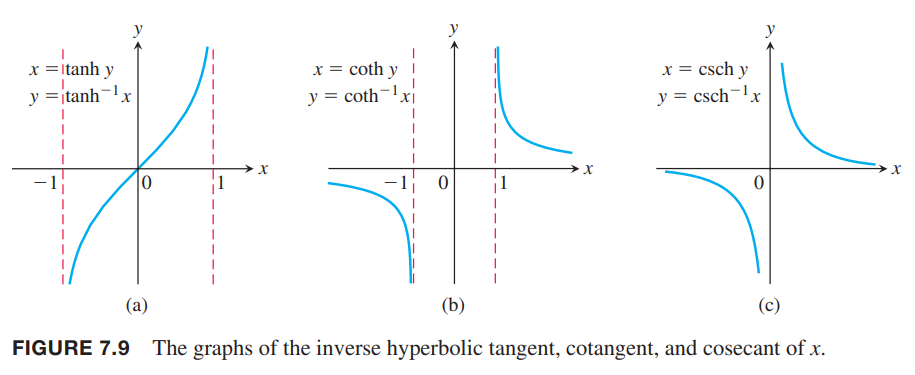 y
x = tanh y
y = tanh⁻¹x
x
−1
0
1
(a)
y
x = coth y
y = coth⁻¹x
x
−1
0
1
(b)
y
x = csch y
y = csch⁻¹x
x
0
(c)
FIGURE 7.9 The graphs of the inverse hyperbolic tangent, cotangent, and cosecant of x.